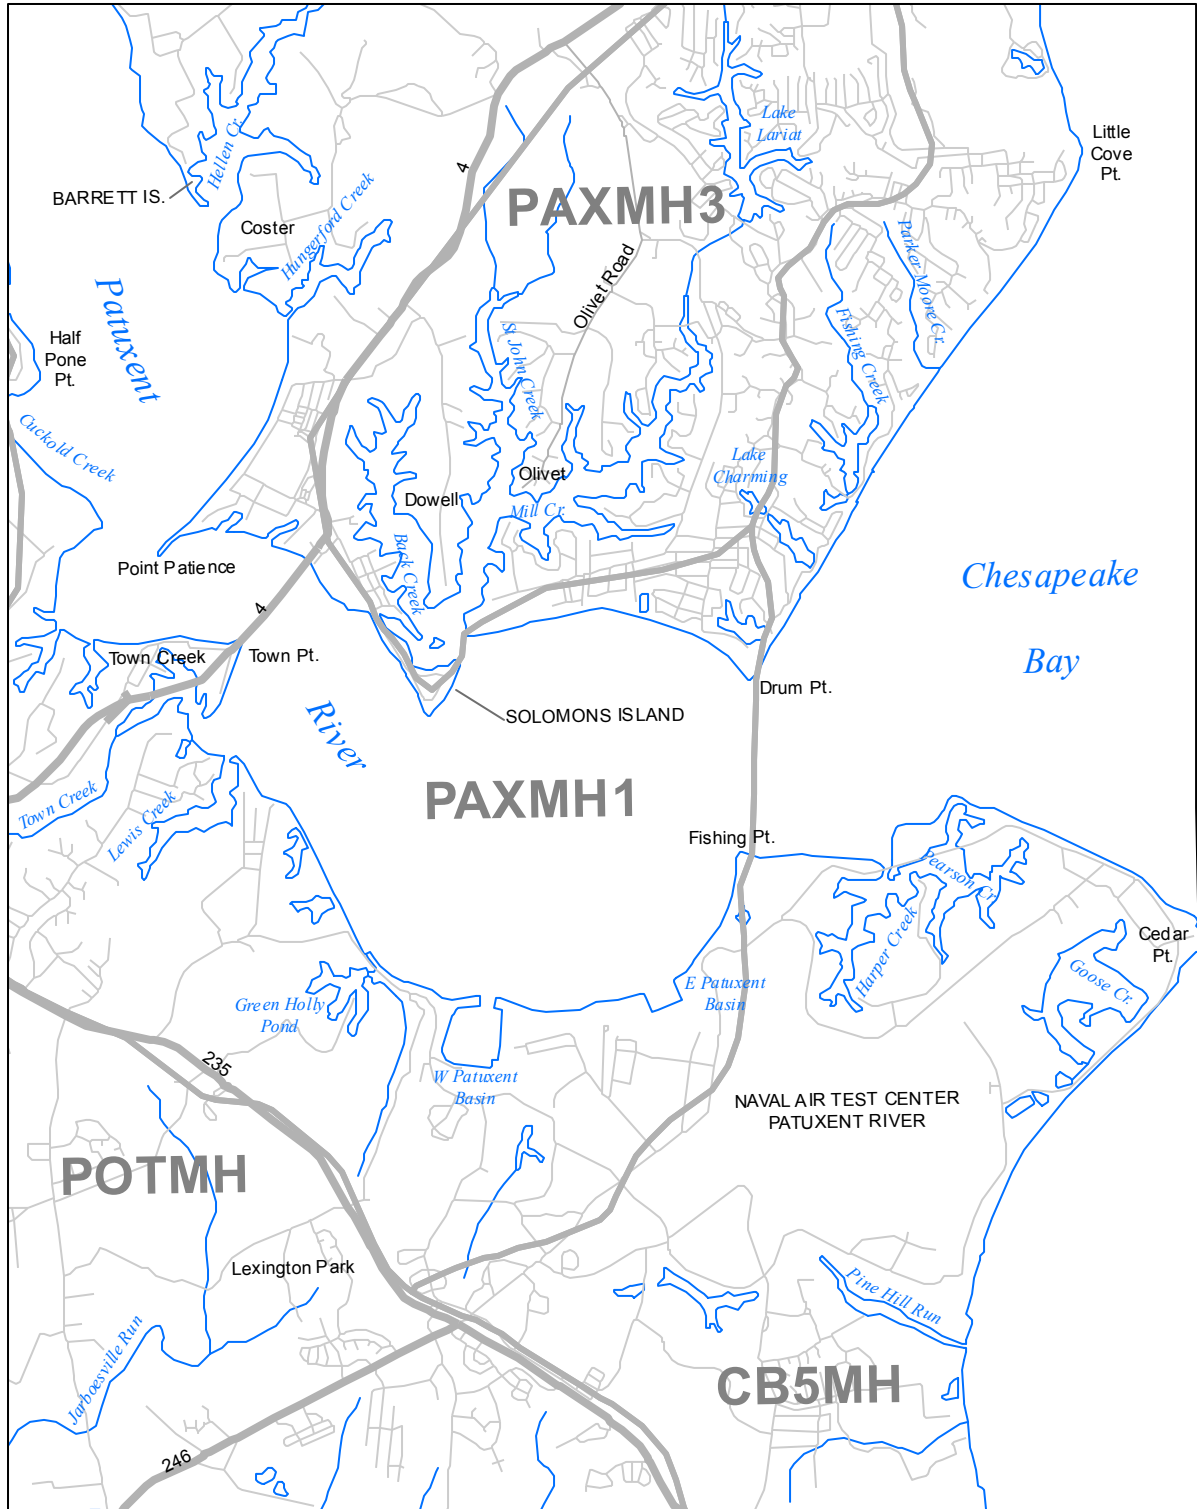 Lake
Lariat
Little
Cove
Pt.
Hellen Cr.
4
BARRETT IS.
PAXMH3
Coster
Hungerford Creek
Parker Moore Cr.
Olivet Road
Patuxent
Half
Pone
Pt.
St John Creek
Fishing Creek
Cuckold Creek
Lake
Charming
Olivet
Dowell
Mill Cr.
Back Creek
Point Patience
Chesapeake
Bay
4
Town Creek
Town Pt.
Drum Pt.
SOLOMONS ISLAND
River
PAXMH1
Town Creek
Lewis Creek
Fishing Pt.
Pearson Cr.
Harper Creek
Cedar
Pt.
Goose Cr.
E Patuxent
Basin
Green Holly
Pond
235
W Patuxent
Basin
NAVAL AIR TEST CENTER
PATUXENT RIVER
POTMH
Lexington Park
Pine Hill Run
Jarboesville Run
CB5MH
246